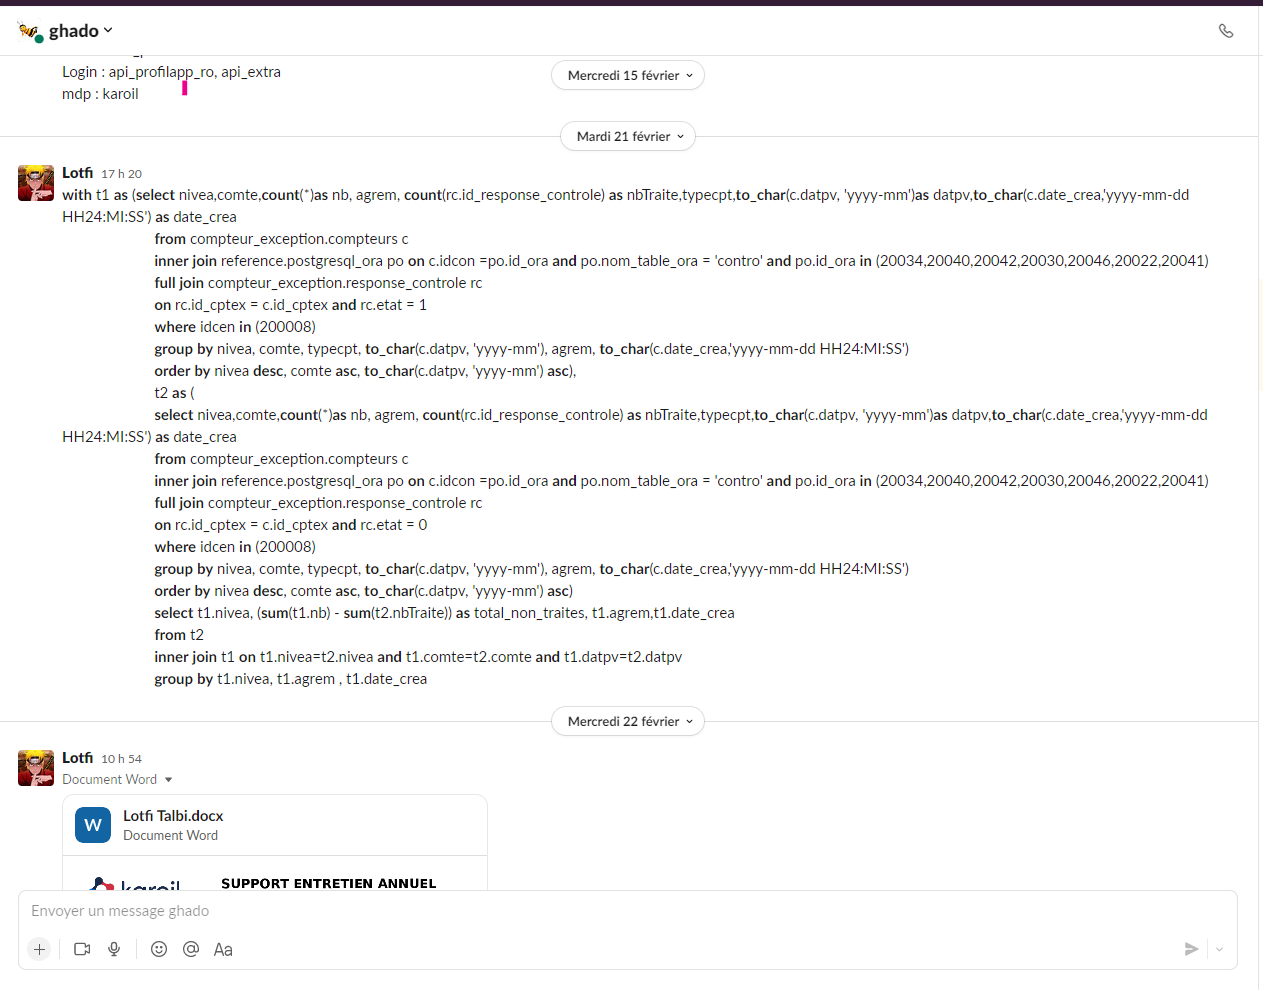 ghado
Login : api_profilapp_ro, api_extra
Mercredi 15 février
mdp : karoil
Mardi 21 février
Lotfi 17 h 20
with t1 as (select nivea,comte,count(*)as nb, agrem, count(rc.id_response_controle) as nbTraite,typecpt,to_char(c.datpv, 'yyyy-mm')as datpv,to_char(c.date_crea,'yyyy-mm-dd
HH24:MI:SS') as date_crea
from compteur_exception.compteurs c
inner join reference.postgresql_ora po on c.idcon =po.id_ora and po.nom_table_ora = 'contro' and po.id_ora in (20034,20040,20042,20030,20046,20022,20041)
full join compteur_exception.response_controle rc
on rc.id_cptex = c.id_cptex and rc.etat = 1
where idcen in (200008)
group by nivea, comte, typecpt, to_char(c.datpv, 'yyyy-mm'), agrem, to_char(c.date_crea,'yyyy-mm-dd HH24:MI:SS')
order by nivea desc, comte asc, to_char(c.datpv, 'yyyy-mm') asc),
t2 as (
select nivea,comte,count(*)as nb, agrem, count(rc.id_response_controle) as nbTraite,typecpt,to_char(c.datpv, 'yyyy-mm')as datpv,to_char(c.date_crea,'yyyy-mm-dd
HH24:MI:SS') as date_crea
from compteur_exception.compteurs c
inner join reference.postgresql_ora po on c.idcon =po.id_ora and po.nom_table_ora = 'contro' and po.id_ora in (20034,20040,20042,20030,20046,20022,20041)
full join compteur_exception.response_controle rc
on rc.id_cptex = c.id_cptex and rc.etat = 0
where idcen in (200008)
group by nivea, comte, typecpt, to_char(c.datpv, 'yyyy-mm'), agrem, to_char(c.date_crea,'yyyy-mm-dd HH24:MI:SS')
order by nivea desc, comte asc, to_char(c.datpv, 'yyyy-mm') asc)
select t1.nivea, (sum(t1.nb) - sum(t2.nbTraite)) as total_non_traites, t1.agrem,t1.date_crea
from t2
inner join t1 on t1.nivea=t2.nivea and t1.comte=t2.comte and t1.datpv=t2.datpv
group by t1.nivea, t1.agrem , t1.date_crea
Mercredi 22 février
Lotfi 10 h 54
Document Word
W
Lotfi Talbi.docx
Document Word
karoil
SUPPORT ENTRETIEN ANNUEL
Envoyer un message ghado
Aa